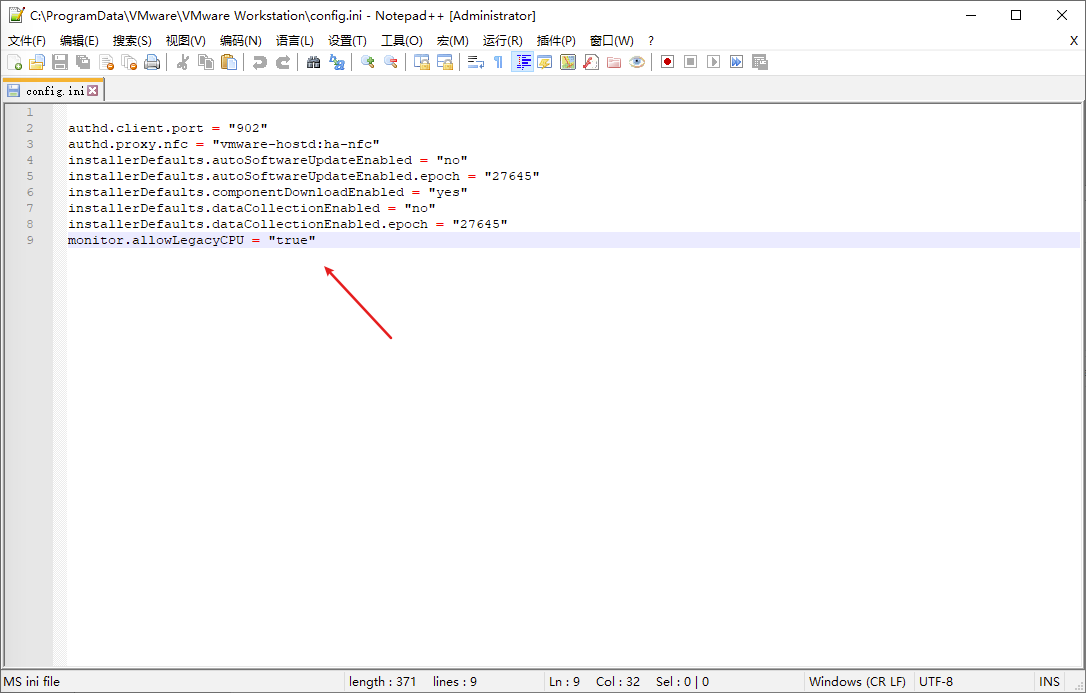 C:\ProgramData\VMware\VMware Workstation\config.ini - Notepad++ [Administrator]
文件(F) 编辑(E) 搜索(S) 视图(V) 编码(N) 语言(L) 设置(T) 工具(O) 宏(M) 运行(R) 插件(P) 窗口(W) ? X
config.ini
1
2 authd.client.port = "902"
3 authd.proxy.nfc = "vmware-hostd:ha-nfc"
4 installerDefaults.autoSoftwareUpdateEnabled = "no"
5 installerDefaults.autoSoftwareUpdateEnabled.epoch = "27645"
6 installerDefaults.componentDownloadEnabled = "yes"
7 installerDefaults.dataCollectionEnabled = "no"
8 installerDefaults.dataCollectionEnabled.epoch = "27645"
9 monitor.allowLegacyCPU = "true"
MS ini file length : 371 lines : 9 Ln : 9 Col : 32 Sel : 0 | 0 Windows (CR LF) UTF-8 INS